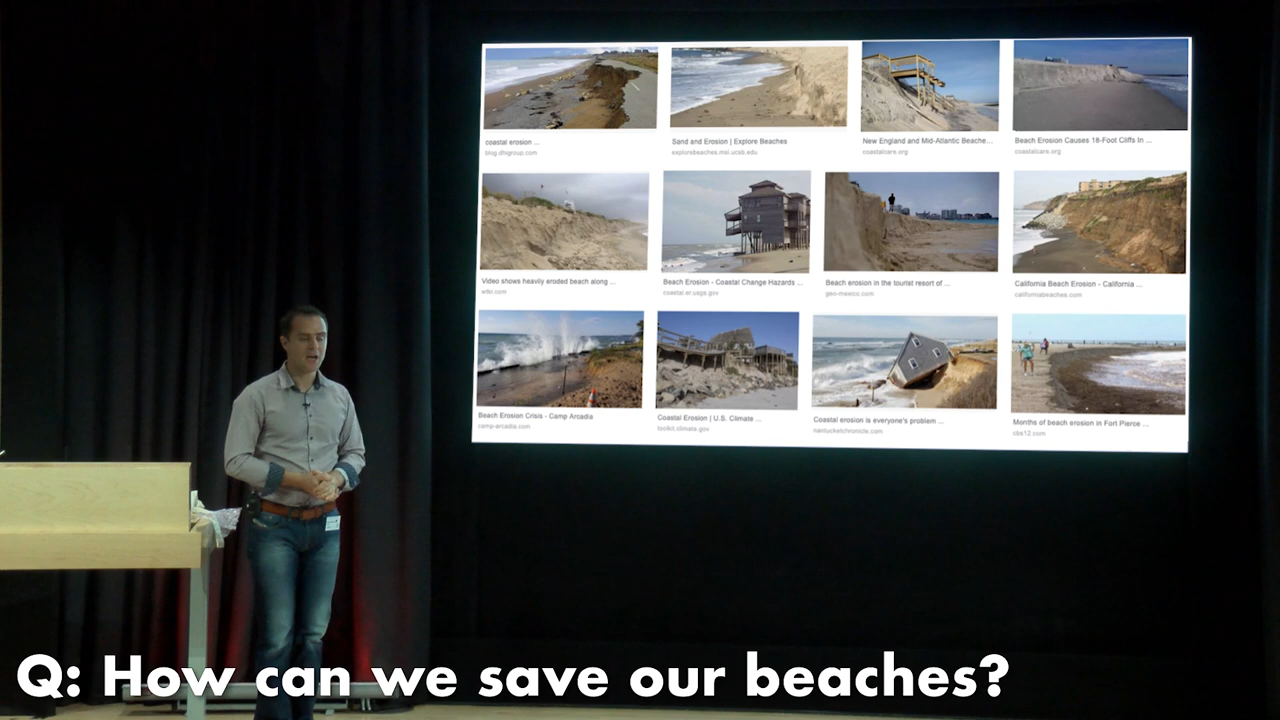 coastal erosion ...
blog.dhigroup.com
Sand and Erosion | Explore Beaches
explorebeaches.msi.ucsb.edu
New England and Mid-Atlantic Beache...
coastalcare.org
Beach Erosion Causes 18-Foot Cliffs In ...
coastalcare.org
Video shows heavily eroded beach along ...
Beach Erosion - Coastal Change Hazards ...
coastal.er.usgs.gov
Beach erosion in the tourist resort of ...
geo-mexico.com
California Beach Erosion - California ...
californiabeaches.com
Beach Erosion Crisis - Camp Arcadia
camp-arcadia.com
Coastal Erosion | U.S. Climate ...
toolkit.climate.gov
Coastal erosion is everyone's problem ...
nantucketchronicle.com
Months of beach erosion in Fort Pierce ...
cbs12.com
Q: How can we save our beaches?